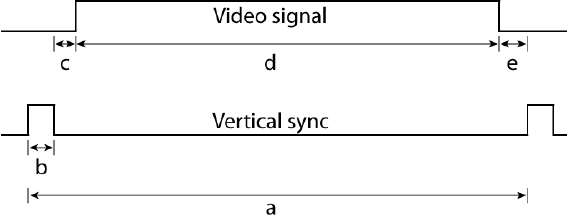 Video signal
c d e
Vertical sync
b
a